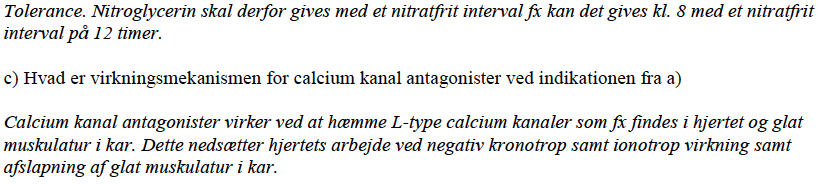 Tolerance. Nitroglycerin skal derfor gives med et nitratfrit interval fx kan det gives kl. 8 med et nitratfrit
interval på 12 timer.
c) Hvad er virkningsmekanismen for calcium kanal antagonister ved indikationen fra a)
Calcium kanal antagonister virker ved at hæmme L-type calcium kanaler som fx findes i hjertet og glat
muskulatur i kar. Dette nedsætter hjertets arbejde ved negativ kronotrop samt ionotrop virkning samt
afslapning af glat muskulatur i kar.